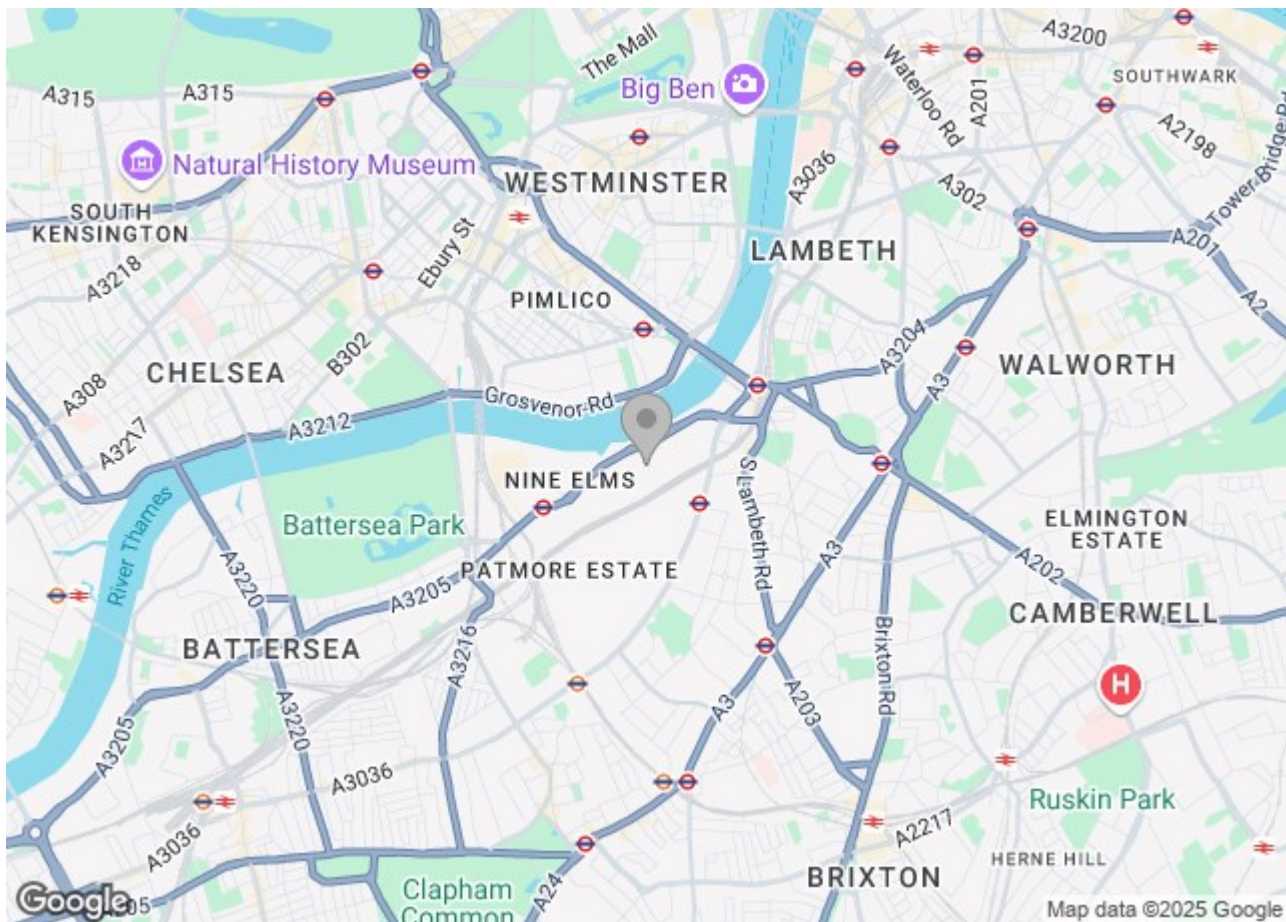 A3200
The Mall
SOUTHWARK
A315
A315
Waterloo Rd
A201
Big Ben
A2198
Tower Bridge Rd
Natural History Museum
WESTMINSTER
A3036
A302
SOUTH
KENSINGTON
Ebury St
LAMBETH
A201
A3218
A2
PIMLICO
B302
A3204
CHELSEA
A3
WALWORTH
A308
Grosvenor Rd
A3217
A3212
NINE ELMS
S Lambeth Rd
River Thames
Battersea Park
ELMINGTON
ESTATE
A3
A202
PATMORE ESTATE
A3220
A3205
CAMBERWELL
BATTERSEA
A3216
Brixton Rd
H
A3220
A3
A203
A3205
A3036
Ruskin Park
A3036
A2217
HERNE HILL
BRIXTON
A24
Clapham
Common
Google
Map data ©2025 Google